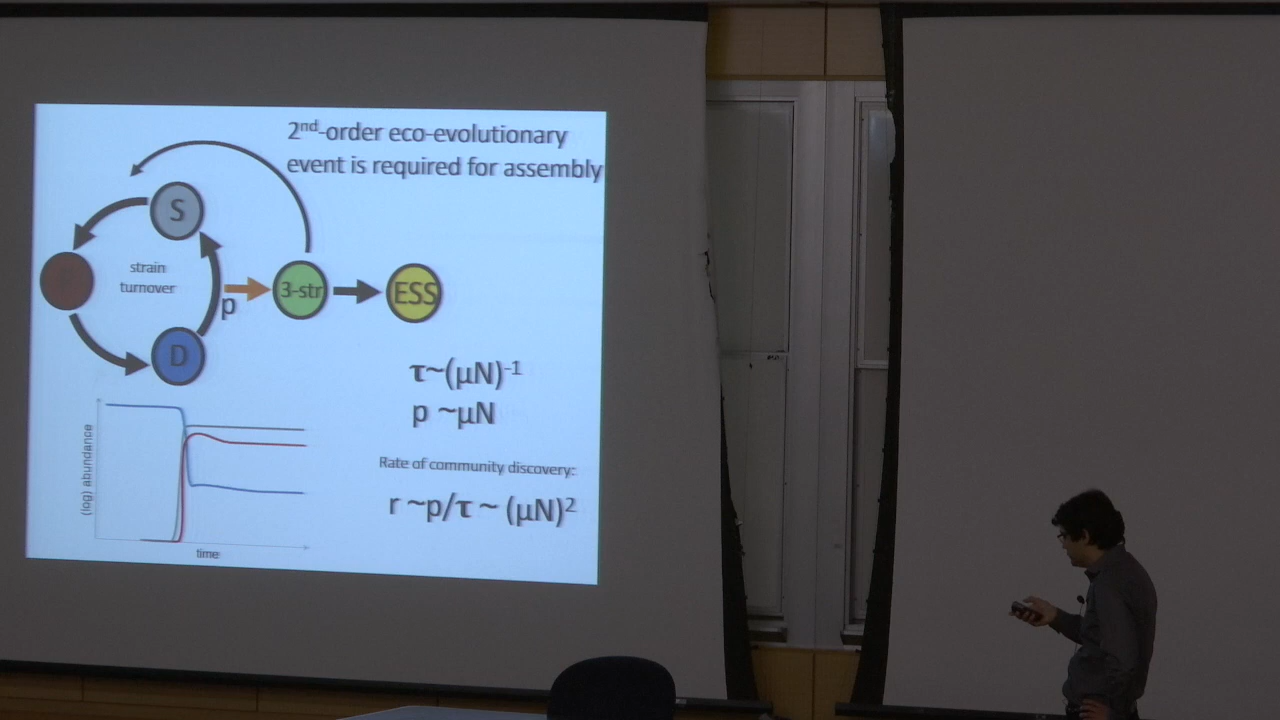 2nd-order eco-evolutionary
event is required for assembly
S
strain
turnover
p
3-str
ESS
D
τ~(μN)-1
p ~μN
(log) abundance
time
Rate of community discovery:
r ~p/τ ~ (μN)2